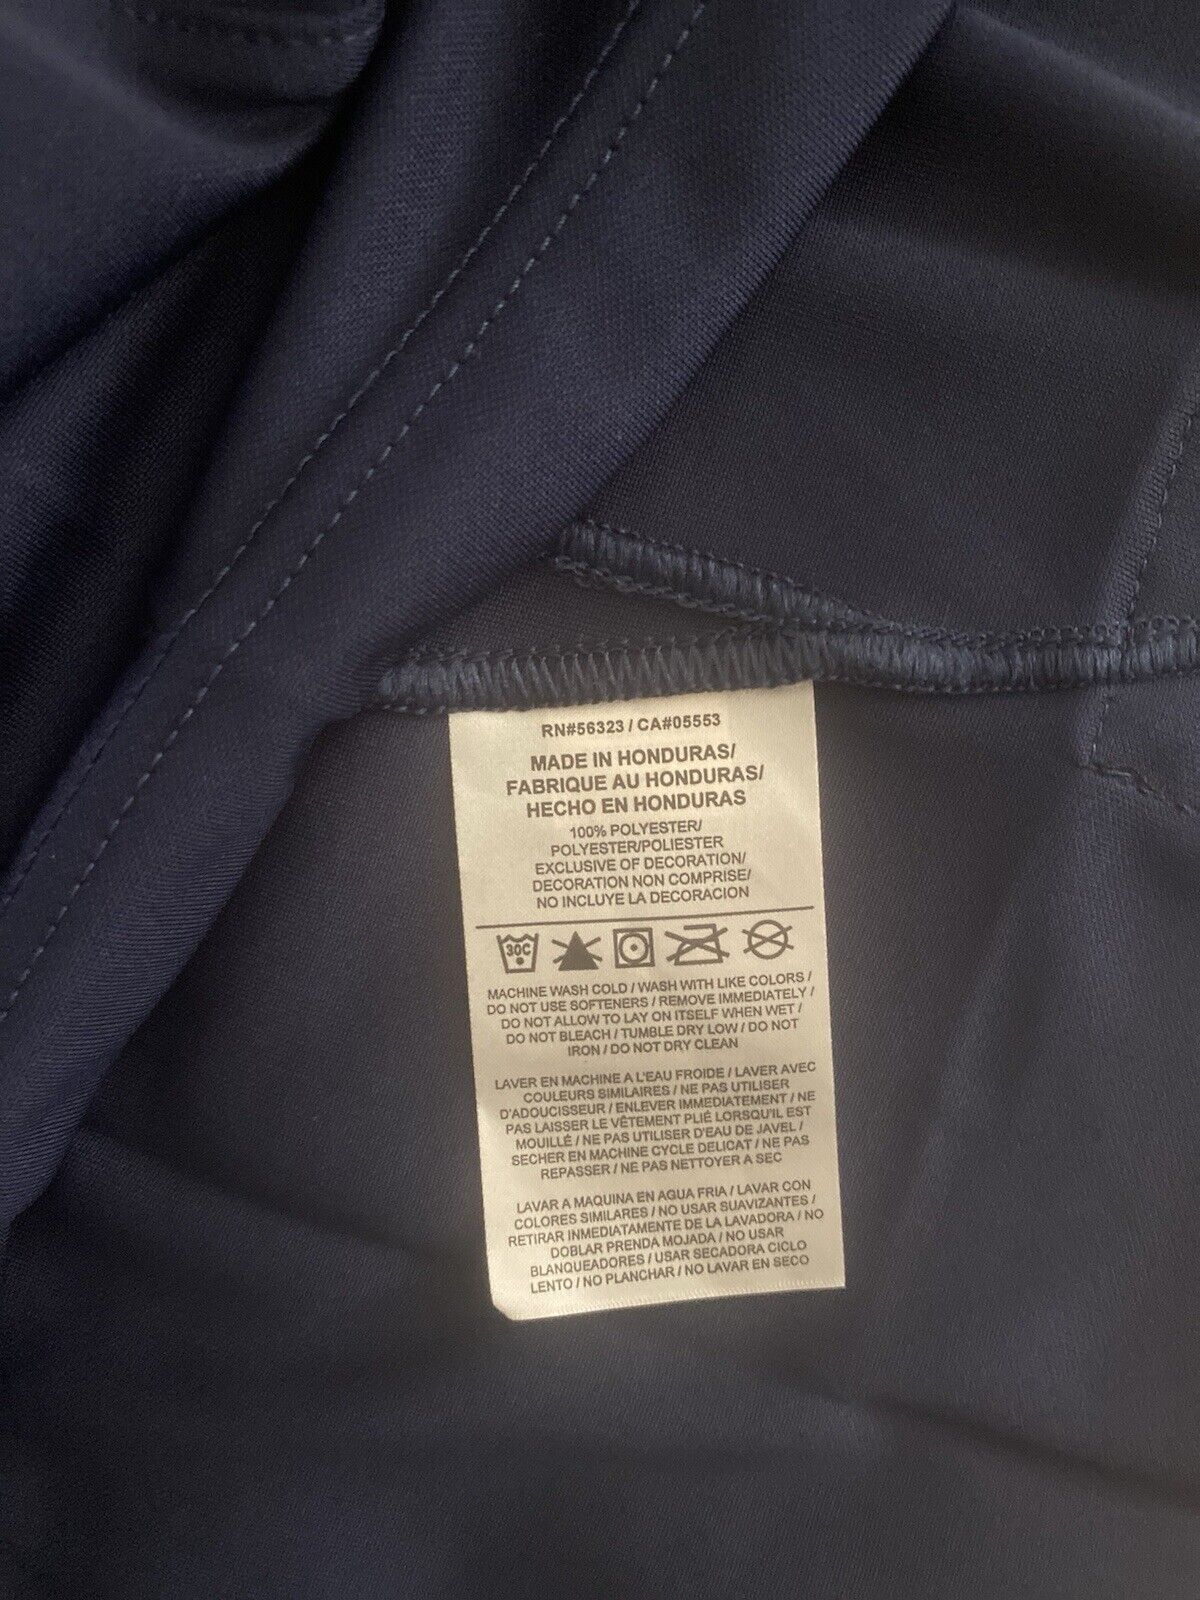 RN#56323 / CA#05553
MADE IN HONDURAS/
FABRIQUE AU HONDURAS/
HECHO EN HONDURAS
100% POLYESTER/
POLYESTER/POLIESTER
EXCLUSIVE OF DECORATION/
DECORATION NON COMPRISE/
NO INCLUYE LA DECORACION
30C
MACHINE WASH COLD / WASH WITH LIKE COLORS /
DO NOT USE SOFTENERS / REMOVE IMMEDIATELY /
DO NOT ALLOW TO LAY ON ITSELF WHEN WET /
DO NOT BLEACH / TUMBLE DRY LOW / DO NOT
IRON / DO NOT DRY CLEAN
LAVER EN MACHINE A L'EAU FROIDE / LAVER AVEC
COULEURS SIMILAIRES / NE PAS UTILISER
D'ADOUCISSEUR / ENLEVER IMMEDIATEMENT / NE
PAS LAISSER LE VÊTEMENT PLIÉ LORSQU'IL EST
MOUILLÉ / NE PAS UTILISER D'EAU DE JAVEL /
SECHER EN MACHINE CYCLE DELICAT / NE PAS
REPASSER / NE PAS NETTOYER A SEC
LAVAR A MAQUINA EN AGUA FRIA / LAVAR CON
COLORES SIMILARES / NO USAR SUAVIZANTES /
RETIRAR INMEDIATAMENTE DE LA LAVADORA / NO
DOBLAR PRENDA MOJADA / NO USAR
BLANQUEADORES / USAR SECADORA CICLO
LENTO / NO PLANCHAR / NO LAVAR EN SECO